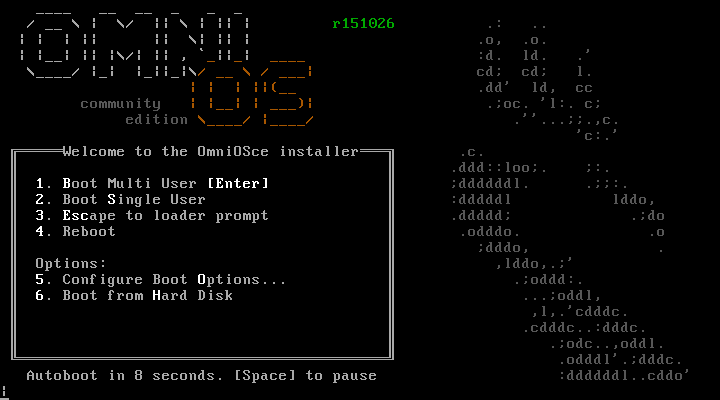 OMNI
r151026
OS
community
edition
Welcome to the OmniOSce installer
1. Boot Multi User [Enter]
2. Boot Single User
3. Escape to loader prompt
4. Reboot
Options:
5. Configure Boot Options...
6. Boot from Hard Disk
Autoboot in 8 seconds. [Space] to pause